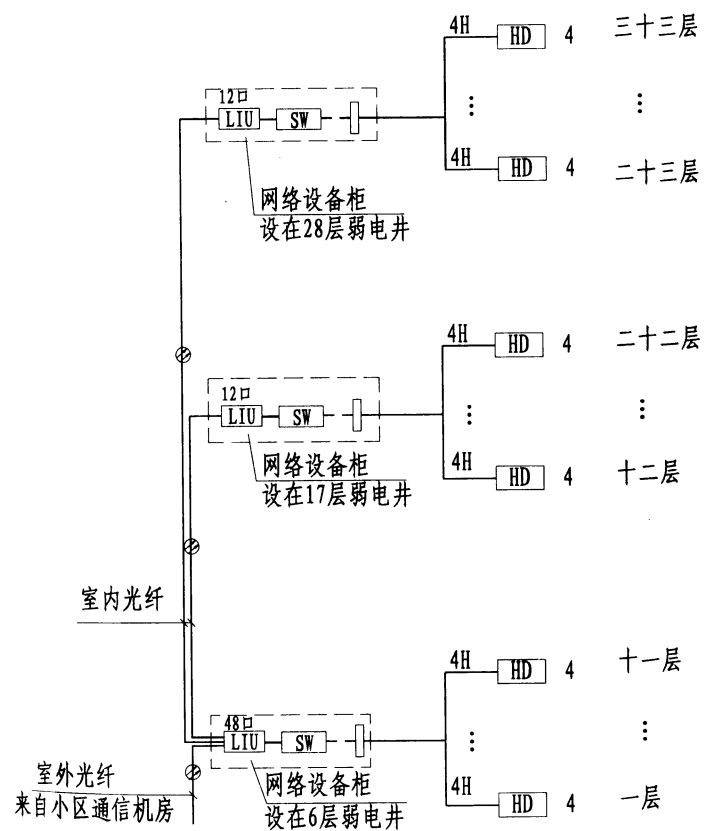 4H HD 4 三十三层
12口
LIU SW
4H HD 4 二十三层
网络设备柜
设在28层弱电井
4H HD 4 二十二层
12口
LIU SW
4H HD 4 十二层
网络设备柜
设在17层弱电井
室内光纤
4H HD 4 十一层
48口
LIU SW
室外光纤
来自小区通信机房
网络设备柜
设在6层弱电井
4H HD 4 一层